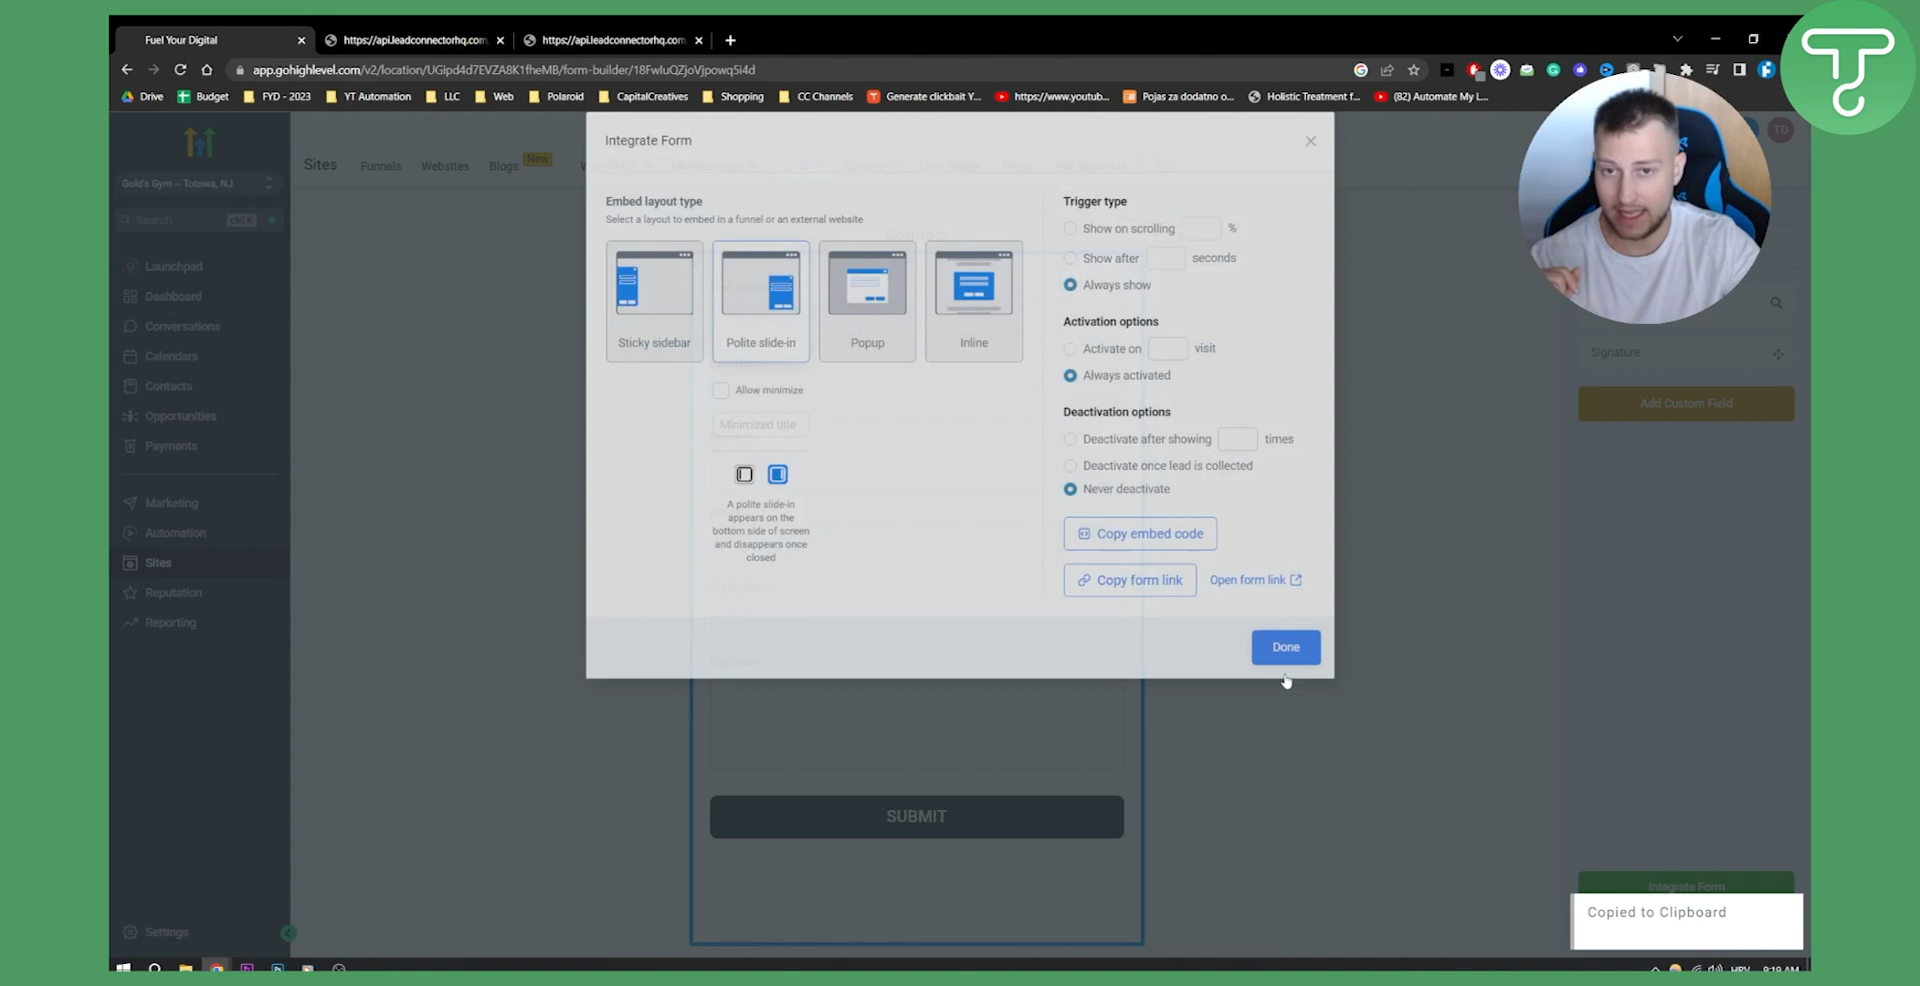 Fuel Your Digital
https://api.leadconnectorhq.com
https://api.leadconnectorhq.com
app.gohighlevel.com/v2/location/UGipd4d7EVZA8K1fheMB/form-builder/18FwIuQZjoVjpowq5i4d
Drive
Budget
FYD - 2023
YT Automation
LLC
Web
Polaroid
CapitalCreatives
Shopping
CC Channels
Generate clickbait Y...
https://www.youtub...
Pojas za dodatno o...
Holistic Treatment f...
(82) Automate My L...
TD
Gold's Gym – Totowa, NJ
Search
ctrl K
Launchpad
Dashboard
Conversations
Calendars
Contacts
Opportunities
Payments
Marketing
Automation
Sites
Reputation
Reporting
Settings
Sites
Funnels
Websites
Blogs
New
Integrate Form
Embed layout type
Select a layout to embed in a funnel or an external website
Sticky sidebar
Polite slide-in
Popup
Inline
Allow minimize
Minimized title
A polite slide-in
appears on the
bottom side of screen
and disappears once
closed
Trigger type
Show on scrolling
%
Show after
seconds
Always show
Activation options
Activate on
visit
Always activated
Deactivation options
Deactivate after showing
times
Deactivate once lead is collected
Never deactivate
Copy embed code
Copy form link
Open form link
Done
SUBMIT
Signature
Add Custom Field
Integrate Form
Copied to Clipboard
HRV
9:19 AM